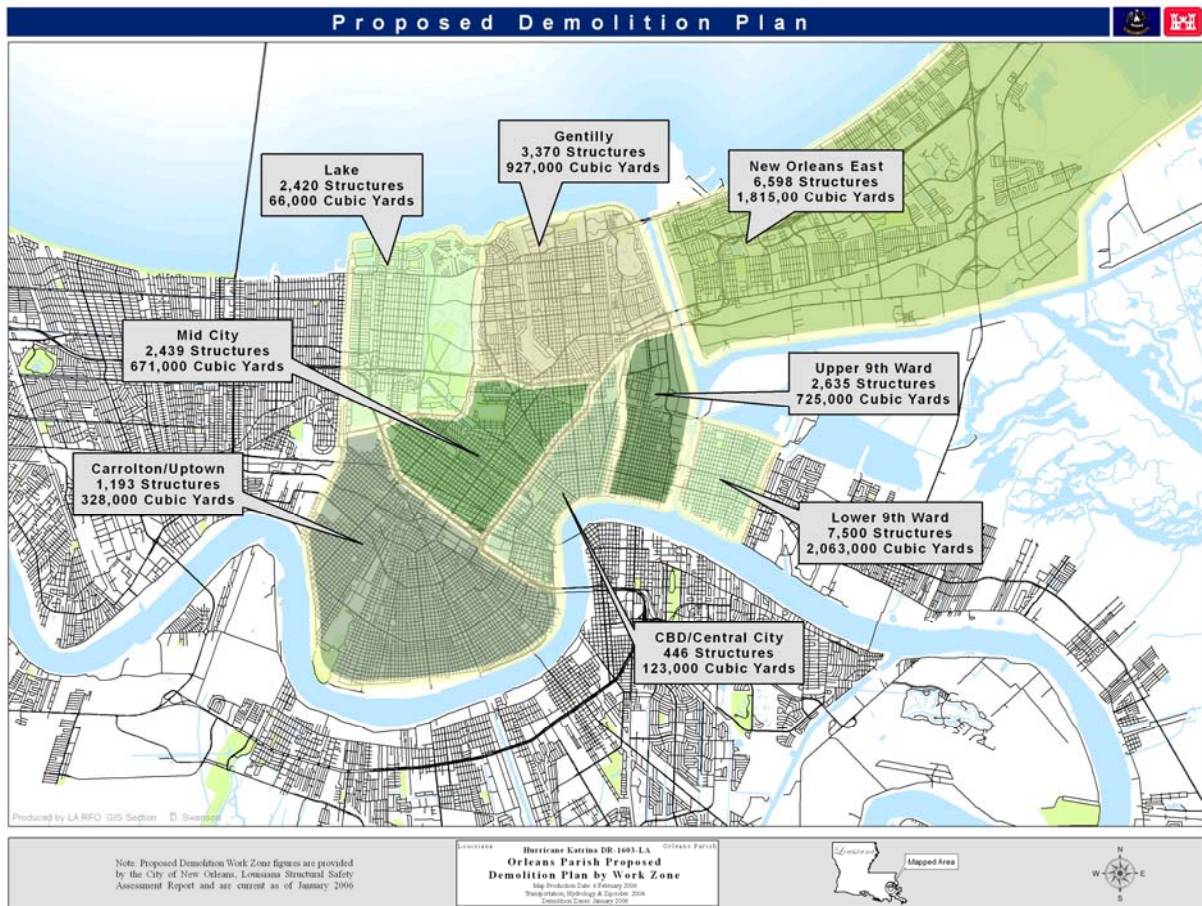 Proposed Demolition Plan
Gentilly
3,370 Structures
927,000 Cubic Yards
Lake
2,420 Structures
66,000 Cubic Yards
New Orleans East
6,598 Structures
1,815,00 Cubic Yards
Mid City
2,439 Structures
671,000 Cubic Yards
Upper 9th Ward
2,635 Structures
725,000 Cubic Yards
Carrolton/Uptown
1,193 Structures
328,000 Cubic Yards
Lower 9th Ward
7,500 Structures
2,063,000 Cubic Yards
CBD/Central City
446 Structures
123,000 Cubic Yards
Produced by LA RFO GIS Section D. Swanson
Note: Proposed Demolition Work Zone figures are provided
by the City of New Orleans, Louisiana Structural Safety
Assessment Report and are current as of January 2006
Louisiana Hurricane Katrina DR-1603-LA Orleans Parish
Orleans Parish Proposed
Demolition Plan by Work Zone
Map Production Date: 6 February 2006
Transportation, Hydrology & Zipcodes: 2004
Demolition Zones: January 2006
Louisiana
Mapped Area
N
W E
S